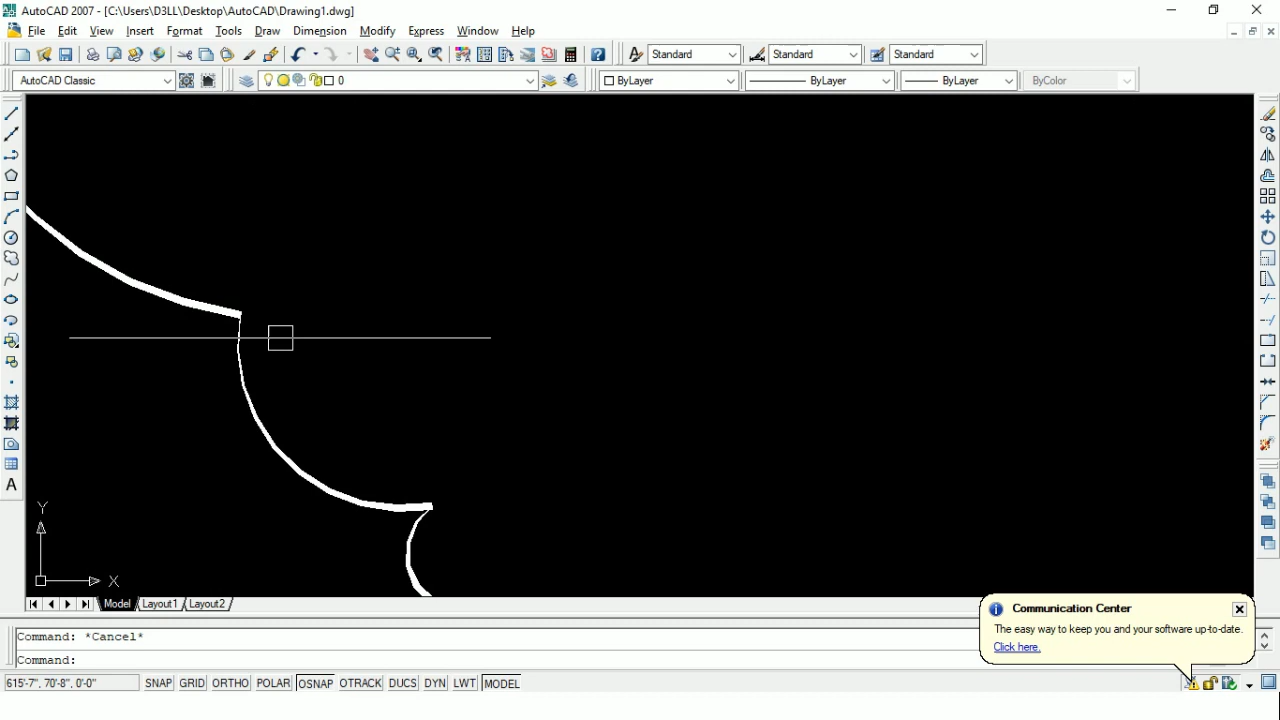 AutoCAD 2007 - [C:\Users\D3LL\Desktop\AutoCAD\Drawing1.dwg]
File Edit View Insert Format Tools Draw Dimension Modify Express Window Help
Standard Standard Standard
AutoCAD Classic 0 ByLayer ByLayer ByLayer ByColor
A
Y
X
Model Layout1 Layout2
Communication Center
The easy way to keep you and your software up-to-date.
Click here.
Command: *Cancel*
Command:
615'-7", 70'-8", 0'-0" SNAP GRID ORTHO POLAR OSNAP OTRACK DUCS DYN LWT MODEL